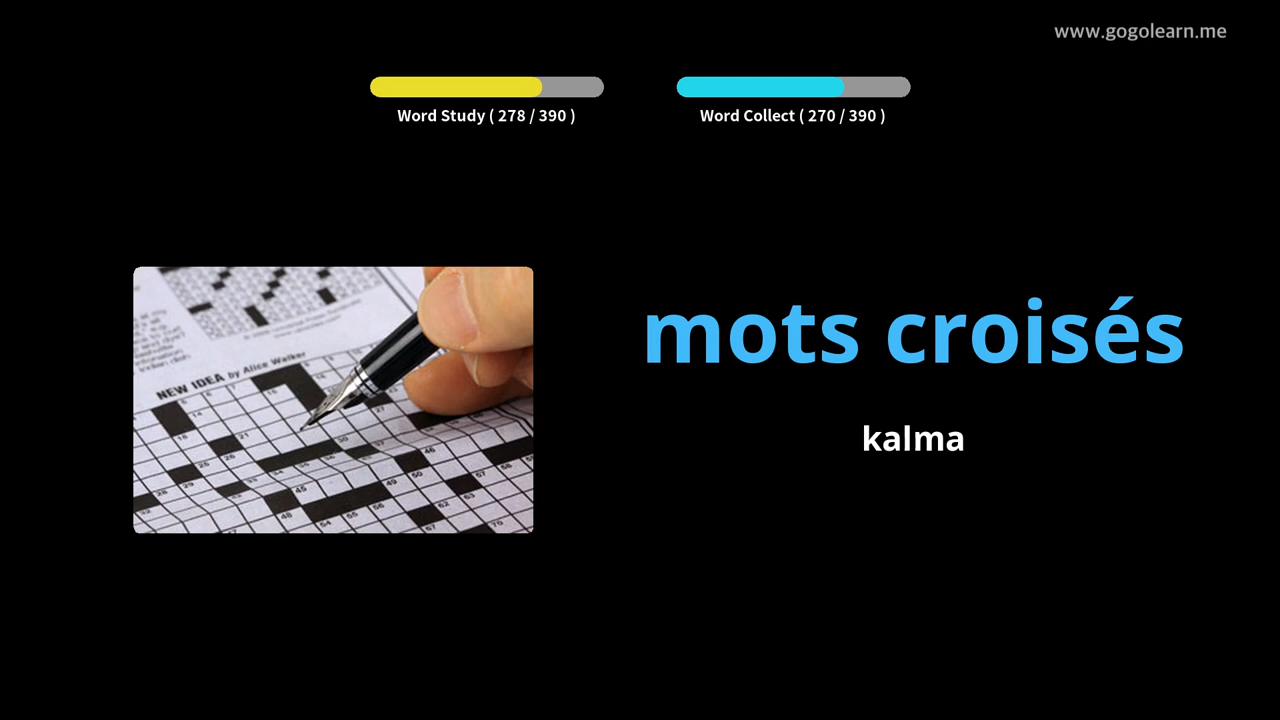 www.gogolearn.me
Word Study ( 278 / 390 )
Word Collect ( 270 / 390 )
mots croisés
kalma
NEW IDEA by Alice Walker